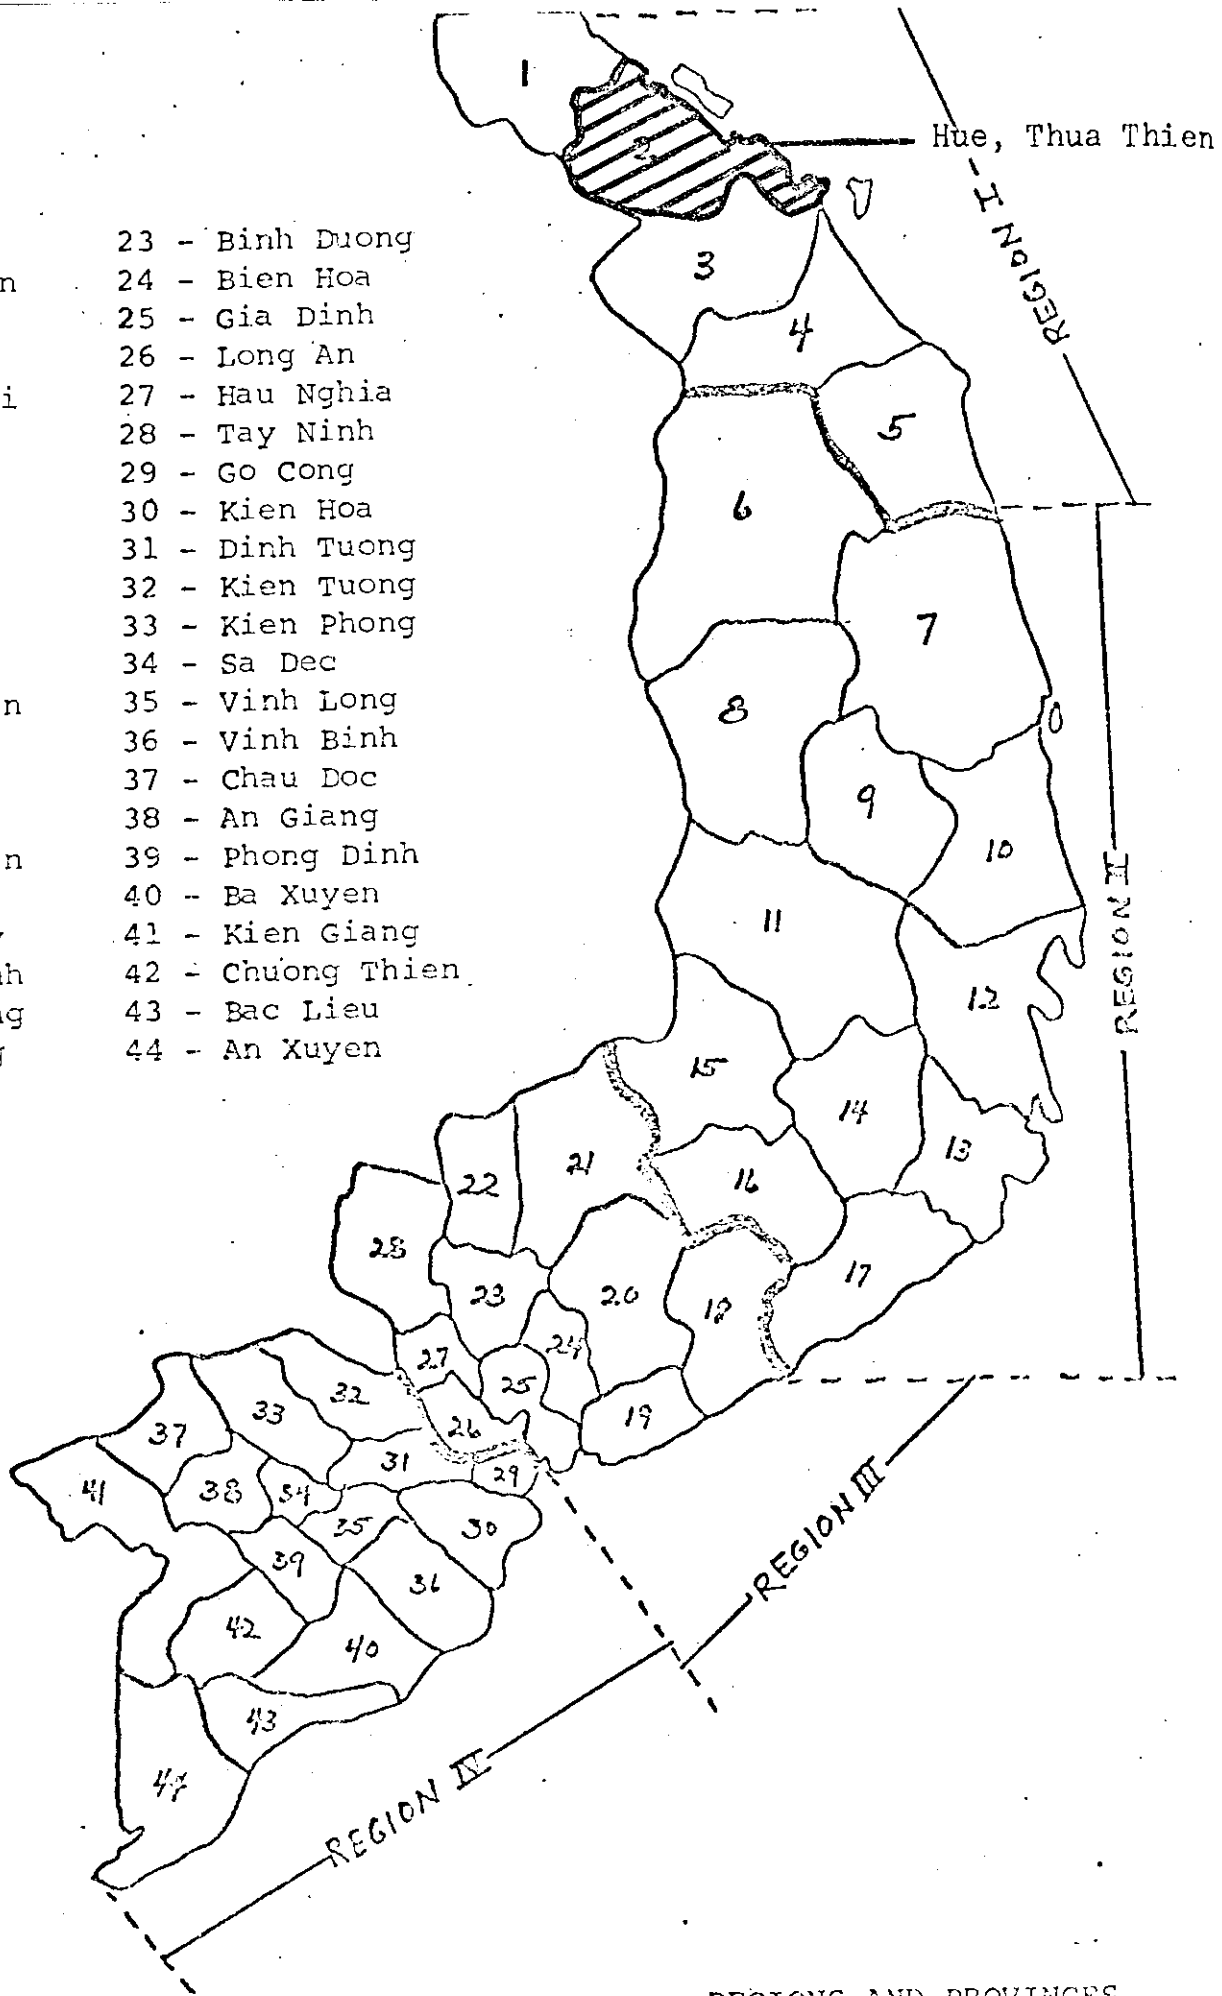 1
2
Hue, Thua Thien
REGION I
3
4
5
6
7
8
9
10
11
12
13
14
15
16
17
18
19
20
21
22
23
24
25
26
27
28
29
30
31
32
33
34
35
36
37
38
39
40
41
42
43
44
REGION II
REGION III
REGION IV
n
i
n
n
y
nh
ng
g
23 - Binh Duong
24 - Bien Hoa
25 - Gia Dinh
26 - Long An
27 - Hau Nghia
28 - Tay Ninh
29 - Go Cong
30 - Kien Hoa
31 - Dinh Tuong
32 - Kien Tuong
33 - Kien Phong
34 - Sa Dec
35 - Vinh Long
36 - Vinh Binh
37 - Chau Doc
38 - An Giang
39 - Phong Dinh
40 - Ba Xuyen
41 - Kien Giang
42 - Chuong Thien
43 - Bac Lieu
44 - An Xuyen
REGIONS AND PROVINCES